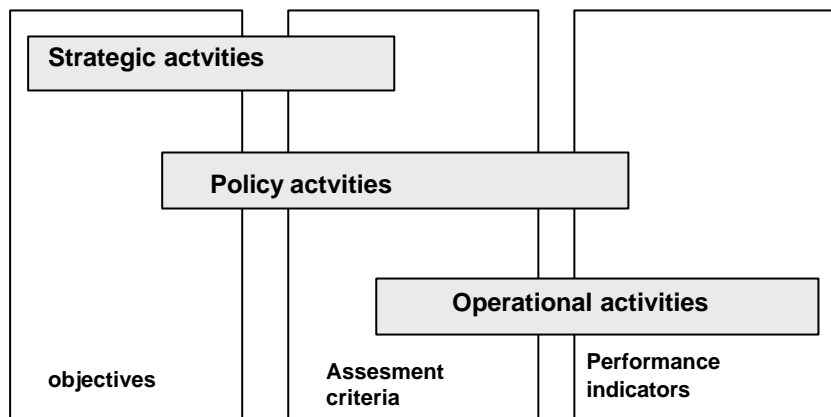 Strategic actvities
Policy actvities
Operational activities
objectives
Assesment
criteria
Performance
indicators